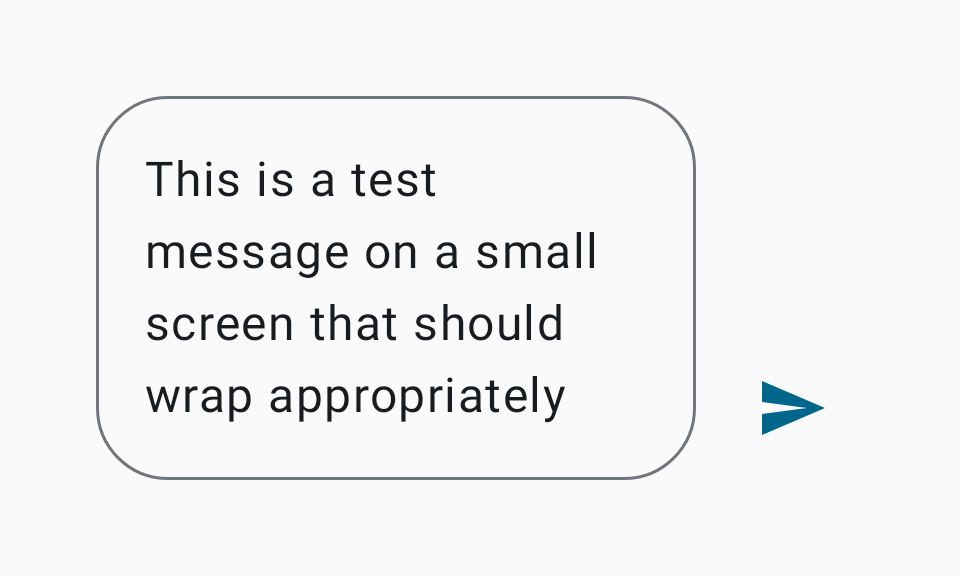 This is a test
message on a small
screen that should
wrap appropriately